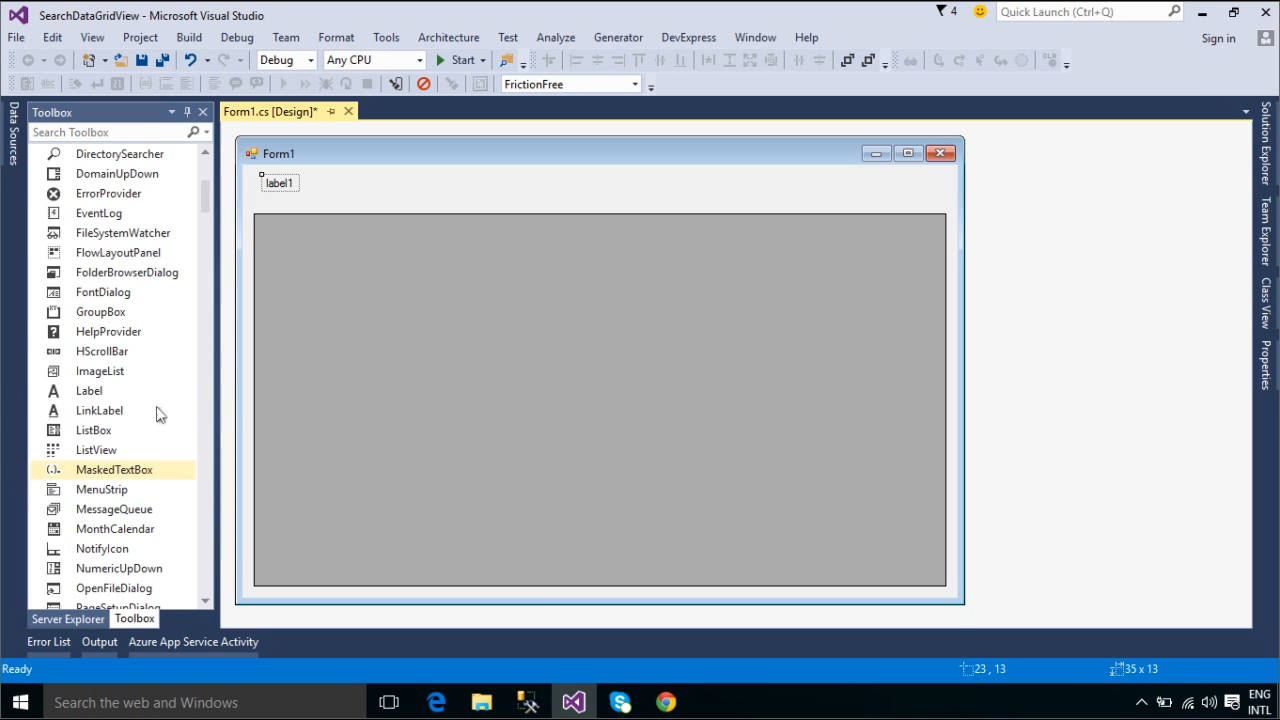 SearchDataGridView - Microsoft Visual Studio
4
Quick Launch (Ctrl+Q)
File Edit View Project Build Debug Team Format Tools Architecture Test Analyze Generator DevExpress Window Help
Sign in
Debug Any CPU Start
FrictionFree
Data Sources
Toolbox
Form1.cs [Design]*
Search Toolbox
DirectorySearcher
DomainUpDown
ErrorProvider
EventLog
FileSystemWatcher
FlowLayoutPanel
FolderBrowserDialog
FontDialog
GroupBox
HelpProvider
HScrollBar
ImageList
Label
LinkLabel
ListBox
ListView
MaskedTextBox
MenuStrip
MessageQueue
MonthCalendar
NotifyIcon
NumericUpDown
OpenFileDialog
PageSetupDialog
Form1
label1
Solution Explorer
Team Explorer
Class View
Properties
Server Explorer Toolbox
Error List Output Azure App Service Activity
Ready
23 , 13
35 x 13
Search the web and Windows
ENG
INTL